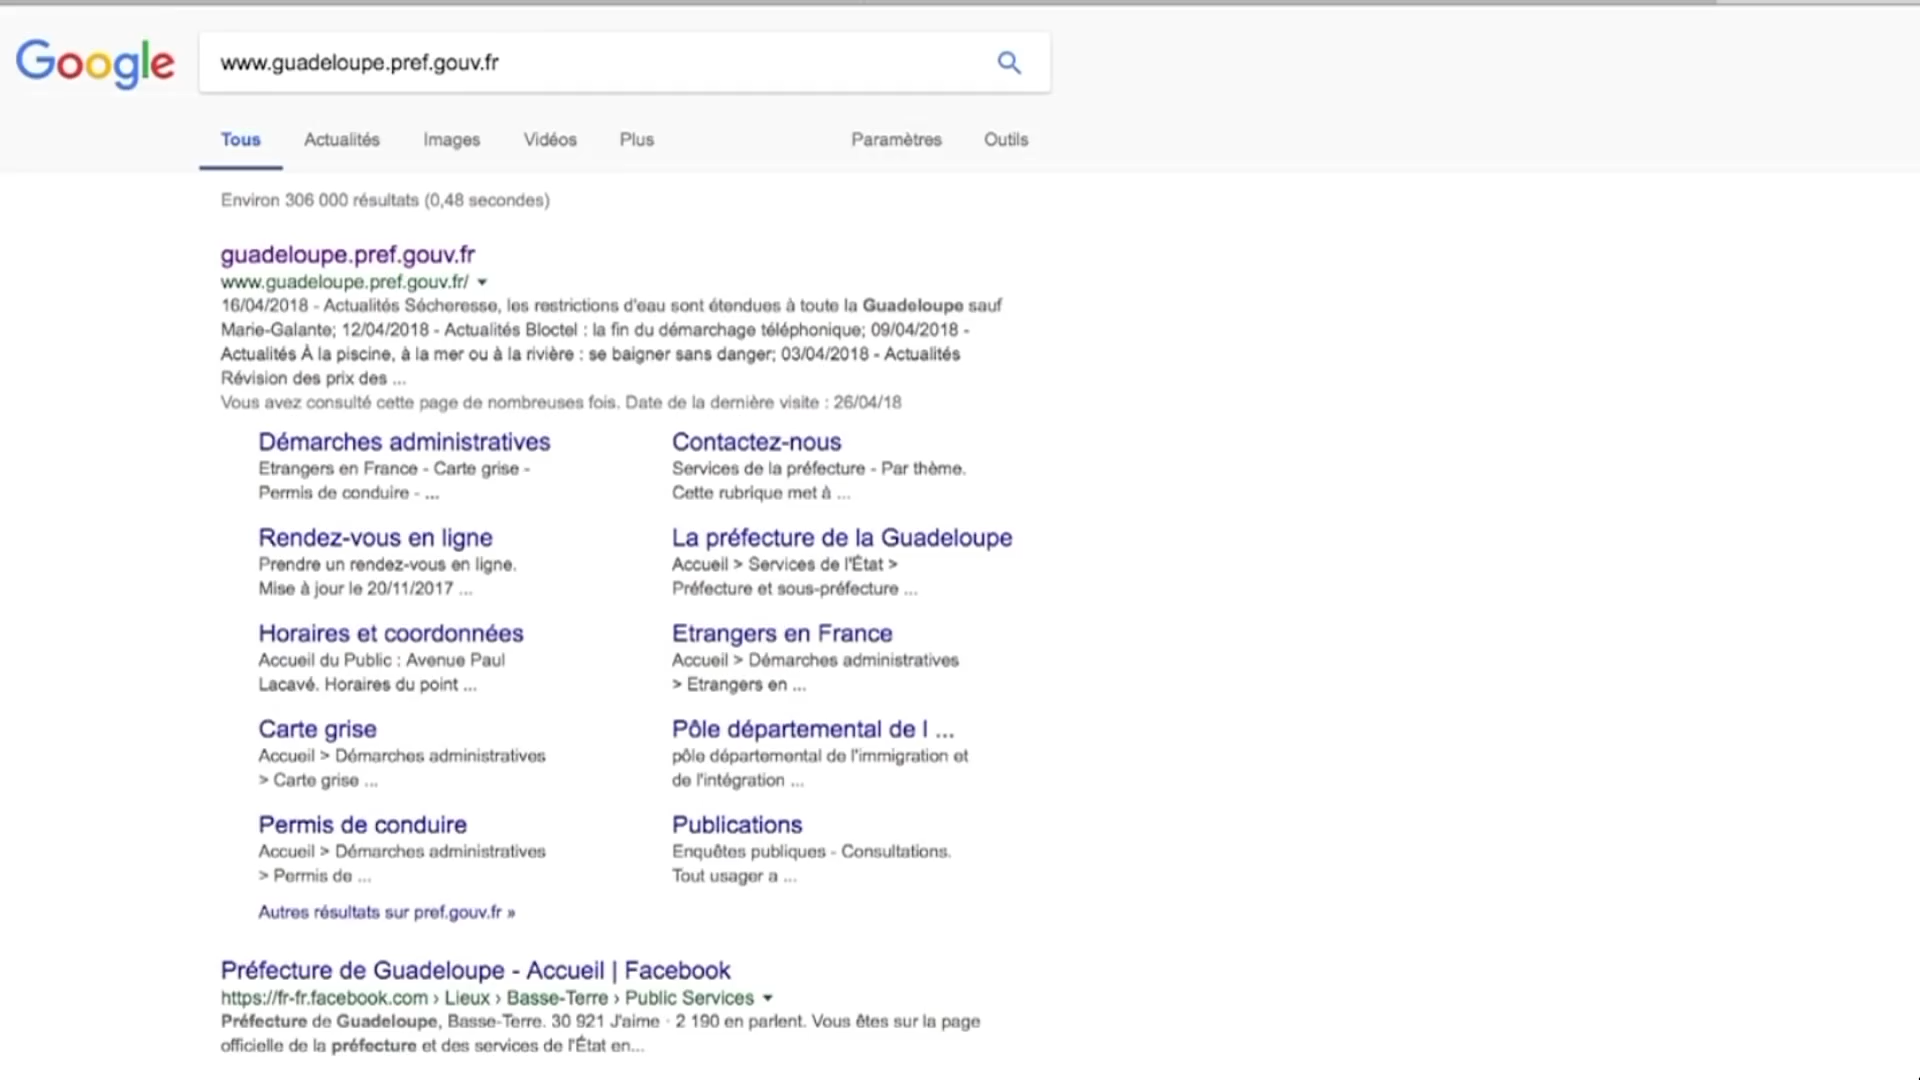 Google
www.guadeloupe.pref.gouv.fr
Tous Actualités Images Vidéos Plus Paramètres Outils
Environ 306 000 résultats (0,48 secondes)
guadeloupe.pref.gouv.fr
www.guadeloupe.pref.gouv.fr/
16/04/2018 - Actualités Sécheresse, les restrictions d'eau sont étendues à toute la Guadeloupe sauf
Marie-Galante; 12/04/2018 - Actualités Bloctel : la fin du démarchage téléphonique; 09/04/2018 -
Actualités À la piscine, à la mer ou à la rivière : se baigner sans danger; 03/04/2018 - Actualités
Révision des prix des ...
Vous avez consulté cette page de nombreuses fois. Date de la dernière visite : 26/04/18
Démarches administratives
Etrangers en France - Carte grise -
Permis de conduire - ...
Contactez-nous
Services de la préfecture - Par thème.
Cette rubrique met à ...
Rendez-vous en ligne
Prendre un rendez-vous en ligne.
Mise à jour le 20/11/2017 ...
La préfecture de la Guadeloupe
Accueil > Services de l'État >
Préfecture et sous-préfecture ...
Horaires et coordonnées
Accueil du Public : Avenue Paul
Lacavé. Horaires du point ...
Etrangers en France
Accueil > Démarches administratives
> Etrangers en ...
Carte grise
Accueil > Démarches administratives
> Carte grise ...
Pôle départemental de l ...
pôle départemental de l'immigration et
de l'intégration ...
Permis de conduire
Accueil > Démarches administratives
> Permis de ...
Publications
Enquêtes publiques - Consultations.
Tout usager a ...
Autres résultats sur pref.gouv.fr »
Préfecture de Guadeloupe - Accueil | Facebook
https://fr-fr.facebook.com › Lieux › Basse-Terre › Public Services
Préfecture de Guadeloupe, Basse-Terre. 30 921 J'aime · 2 190 en parlent. Vous êtes sur la page
officielle de la préfecture et des services de l'État en...